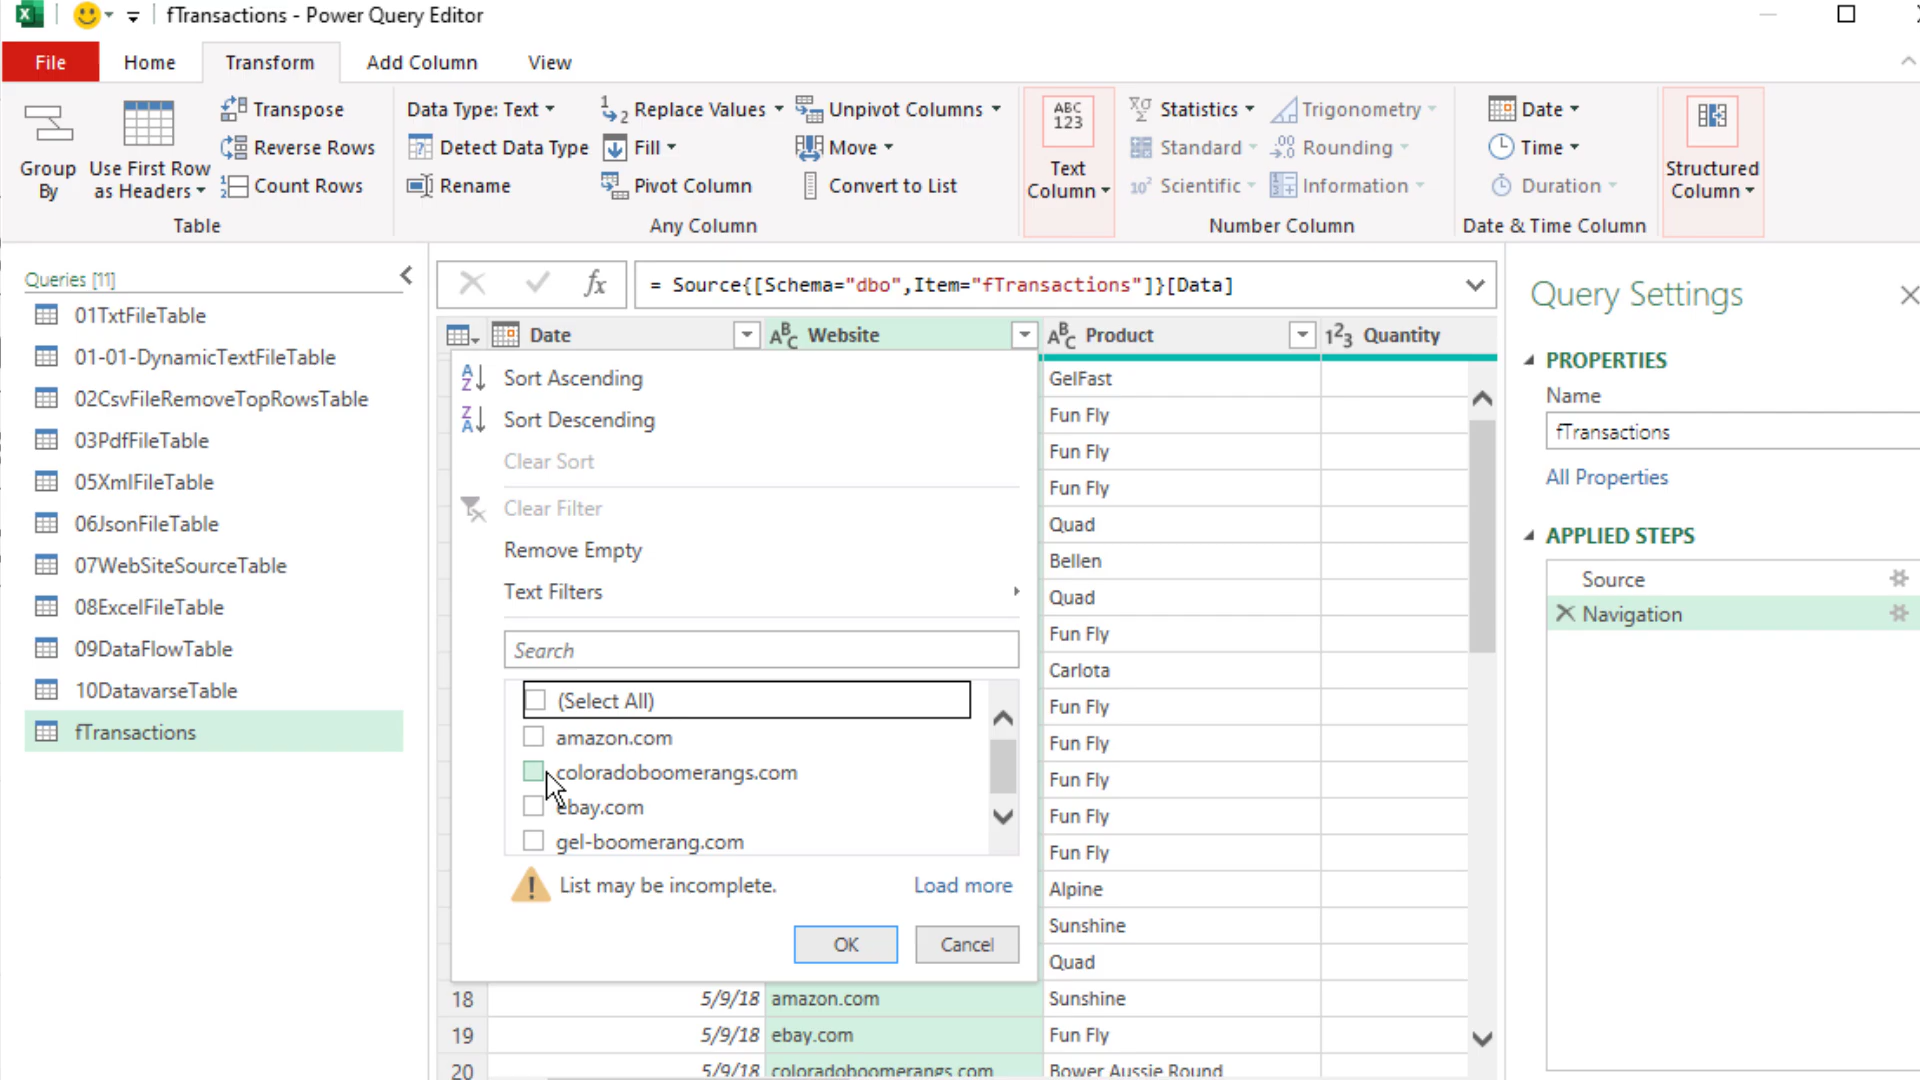 fTransactions - Power Query Editor
File Home Transform Add Column View
Group By
Use First Row as Headers
Transpose
Reverse Rows
Count Rows
Table
Data Type: Text
Detect Data Type
Rename
Replace Values
Fill
Pivot Column
Unpivot Columns
Move
Convert to List
Any Column
ABC
123
Text Column
Statistics
Standard
Scientific
Trigonometry
Rounding
Information
Number Column
Date
Time
Duration
Date & Time Column
Structured Column
Queries [11]
01TxtFileTable
01-01-DynamicTextFileTable
02CsvFileRemoveTopRowsTable
03PdfFileTable
05XmlFileTable
06JsonFileTable
07WebSiteSourceTable
08ExcelFileTable
09DataFlowTable
10DatavarseTable
fTransactions
fx = Source{[Schema="dbo",Item="fTransactions"]}[Data]
Date ABC Website ABC Product 123 Quantity
Sort Ascending
Sort Descending
Clear Sort
Clear Filter
Remove Empty
Text Filters
Search
(Select All)
amazon.com
coloradoboomerangs.com
ebay.com
gel-boomerang.com
List may be incomplete. Load more
OK Cancel
GelFast
Fun Fly
Fun Fly
Fun Fly
Quad
Bellen
Quad
Fun Fly
Carlota
Fun Fly
Fun Fly
Fun Fly
Fun Fly
Fun Fly
Alpine
Sunshine
Quad
18 5/9/18 amazon.com Sunshine
19 5/9/18 ebay.com Fun Fly
20 5/9/18 coloradoboomerangs.com Bower Aussie Round
Query Settings
PROPERTIES
Name
fTransactions
All Properties
APPLIED STEPS
Source
Navigation